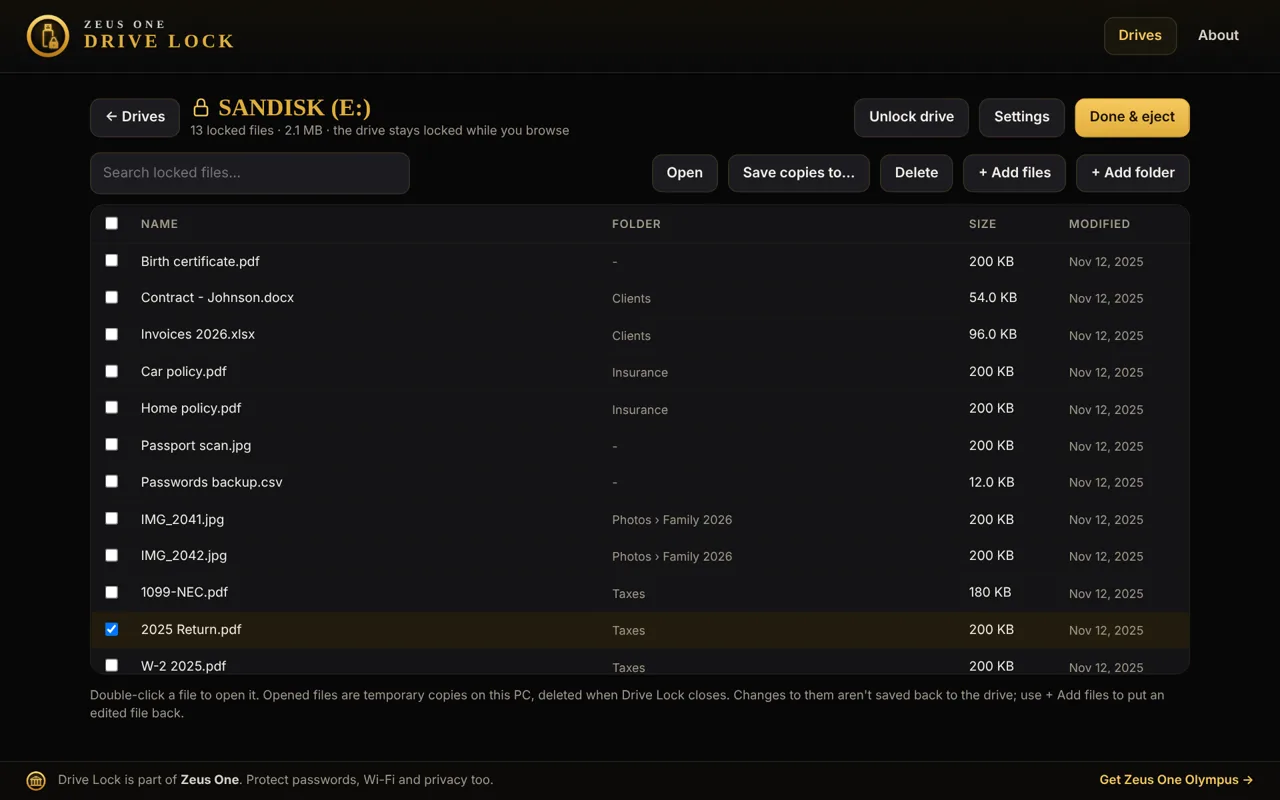 ZEUS ONE
DRIVE LOCK
Drives
About
← Drives
SANDISK (E:)
13 locked files · 2.1 MB · the drive stays locked while you browse
Unlock drive
Settings
Done & eject
Search locked files...
Open
Save copies to...
Delete
+ Add files
+ Add folder
NAME FOLDER SIZE MODIFIED
Birth certificate.pdf - 200 KB Nov 12, 2025
Contract - Johnson.docx Clients 54.0 KB Nov 12, 2025
Invoices 2026.xlsx Clients 96.0 KB Nov 12, 2025
Car policy.pdf Insurance 200 KB Nov 12, 2025
Home policy.pdf Insurance 200 KB Nov 12, 2025
Passport scan.jpg - 200 KB Nov 12, 2025
Passwords backup.csv - 12.0 KB Nov 12, 2025
IMG_2041.jpg Photos › Family 2026 200 KB Nov 12, 2025
IMG_2042.jpg Photos › Family 2026 200 KB Nov 12, 2025
1099-NEC.pdf Taxes 180 KB Nov 12, 2025
2025 Return.pdf Taxes 200 KB Nov 12, 2025
W-2 2025.pdf Taxes 200 KB Nov 12, 2025
Double-click a file to open it. Opened files are temporary copies on this PC, deleted when Drive Lock closes. Changes to them aren't saved back to the drive; use + Add files to put an
edited file back.
Drive Lock is part of Zeus One. Protect passwords, Wi-Fi and privacy too.
Get Zeus One Olympus →